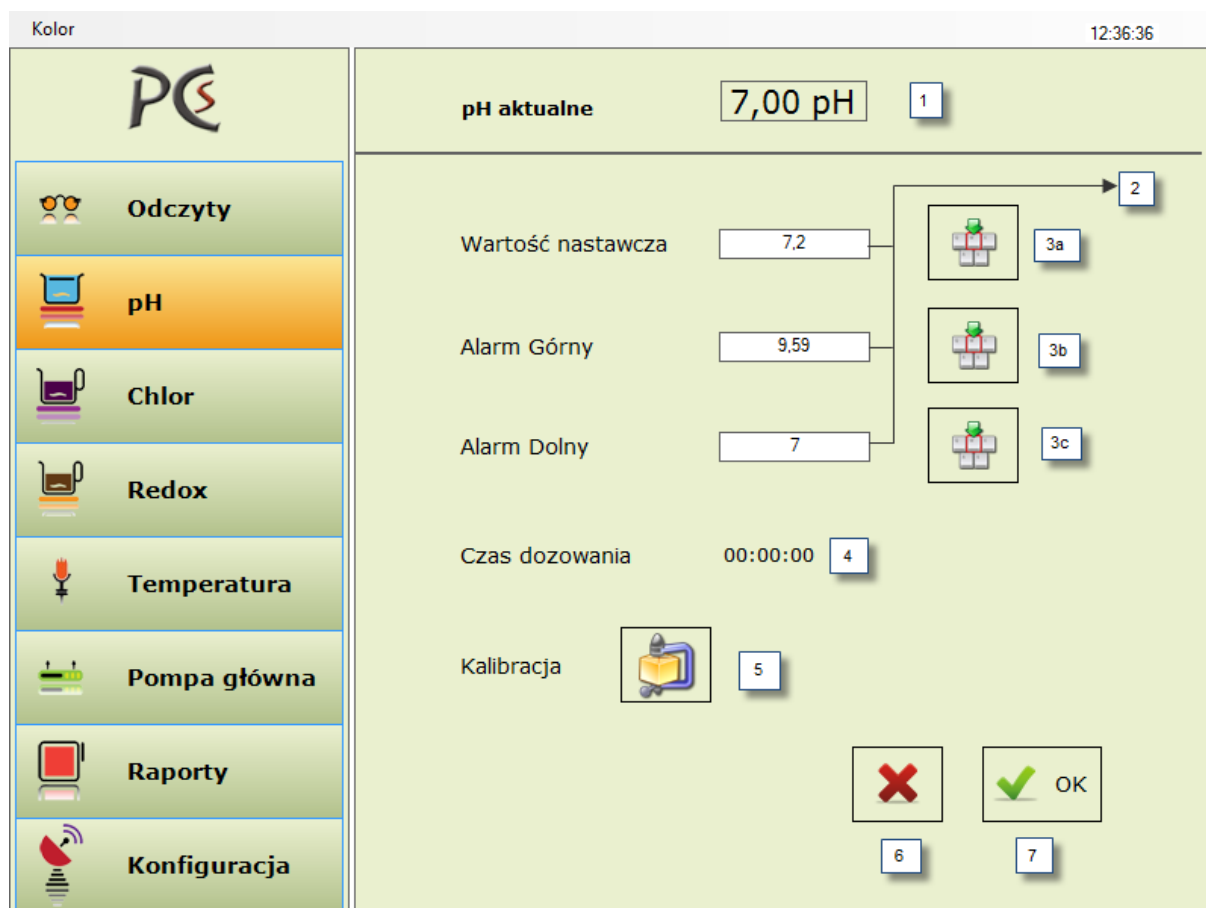 Kolor
12:36:36
PCs
Odczyty
pH
Chlor
Redox
Temperatura
Pompa główna
Raporty
Konfiguracja
pH aktualne 7,00 pH 1
2
Wartość nastawcza 7,2 3a
Alarm Górny 9,59 3b
Alarm Dolny 7 3c
Czas dozowania 00:00:00 4
Kalibracja 5
OK
6 7